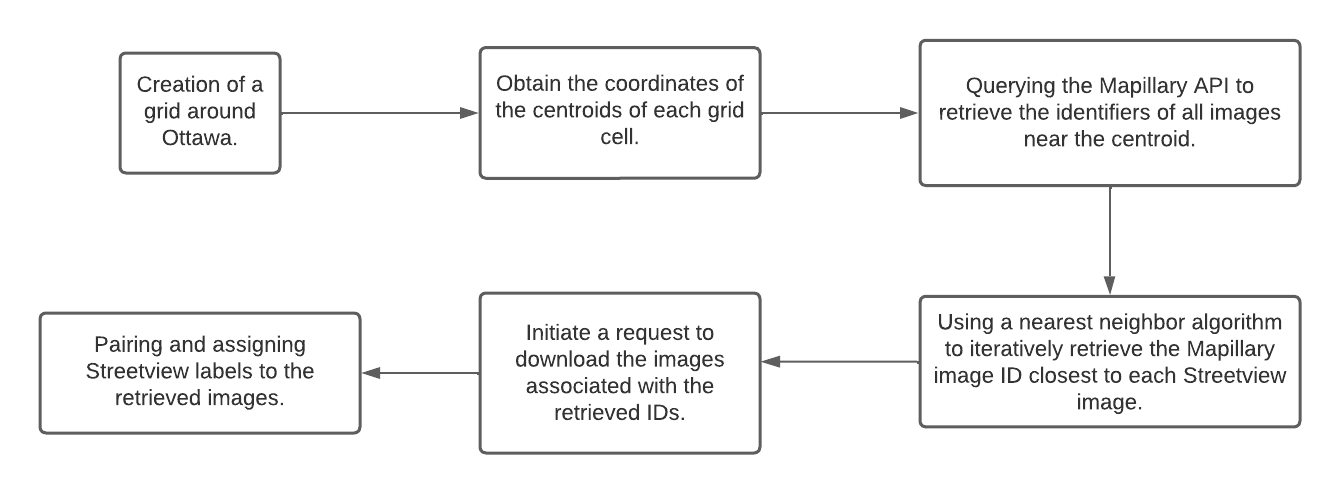 Creation of a
grid around
Ottawa.
Obtain the coordinates of
the centroids of each grid
cell.
Querying the Mapillary API to
retrieve the identifiers of all images
near the centroid.
Using a nearest neighbor algorithm
to iteratively retrieve the Mapillary
image ID closest to each Streetview
image.
Initiate a request to
download the images
associated with the
retrieved IDs.
Pairing and assigning
Streetview labels to the
retrieved images.